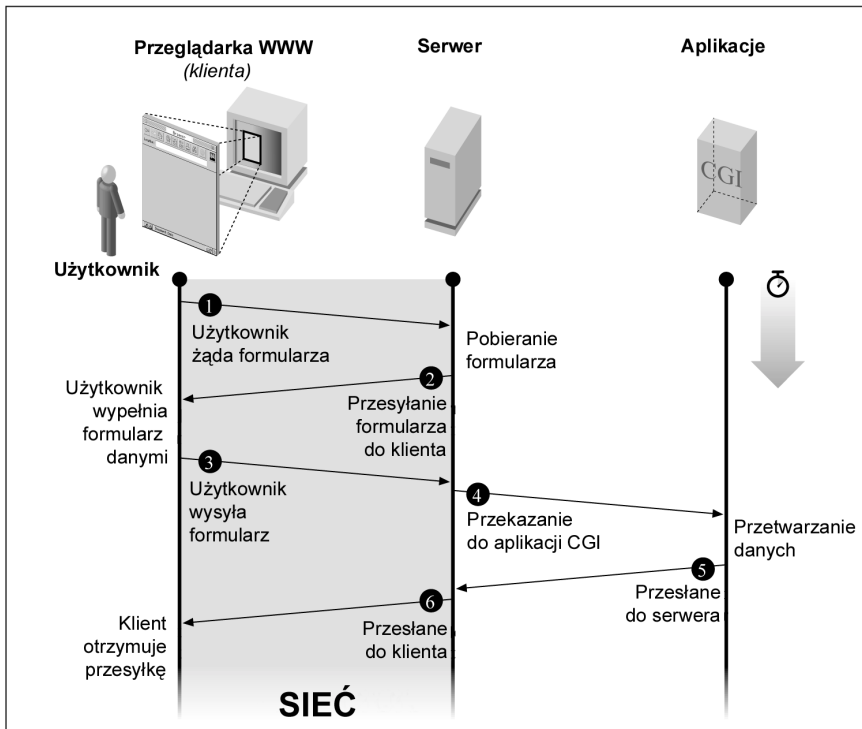 Przeglądarka WWW
(klienta)
Serwer
Aplikacje
CGI
Użytkownik
1
Użytkownik
żąda formularza
Pobieranie
formularza
2
Przesyłanie
formularza
do klienta
Użytkownik
wypełnia
formularz
danymi
3
Użytkownik
wysyła
formularz
4
Przekazanie
do aplikacji CGI
Przetwarzanie
danych
5
Przesłane
do serwera
6
Przesłane
do klienta
Klient
otrzymuje
przesyłkę
SIEĆ